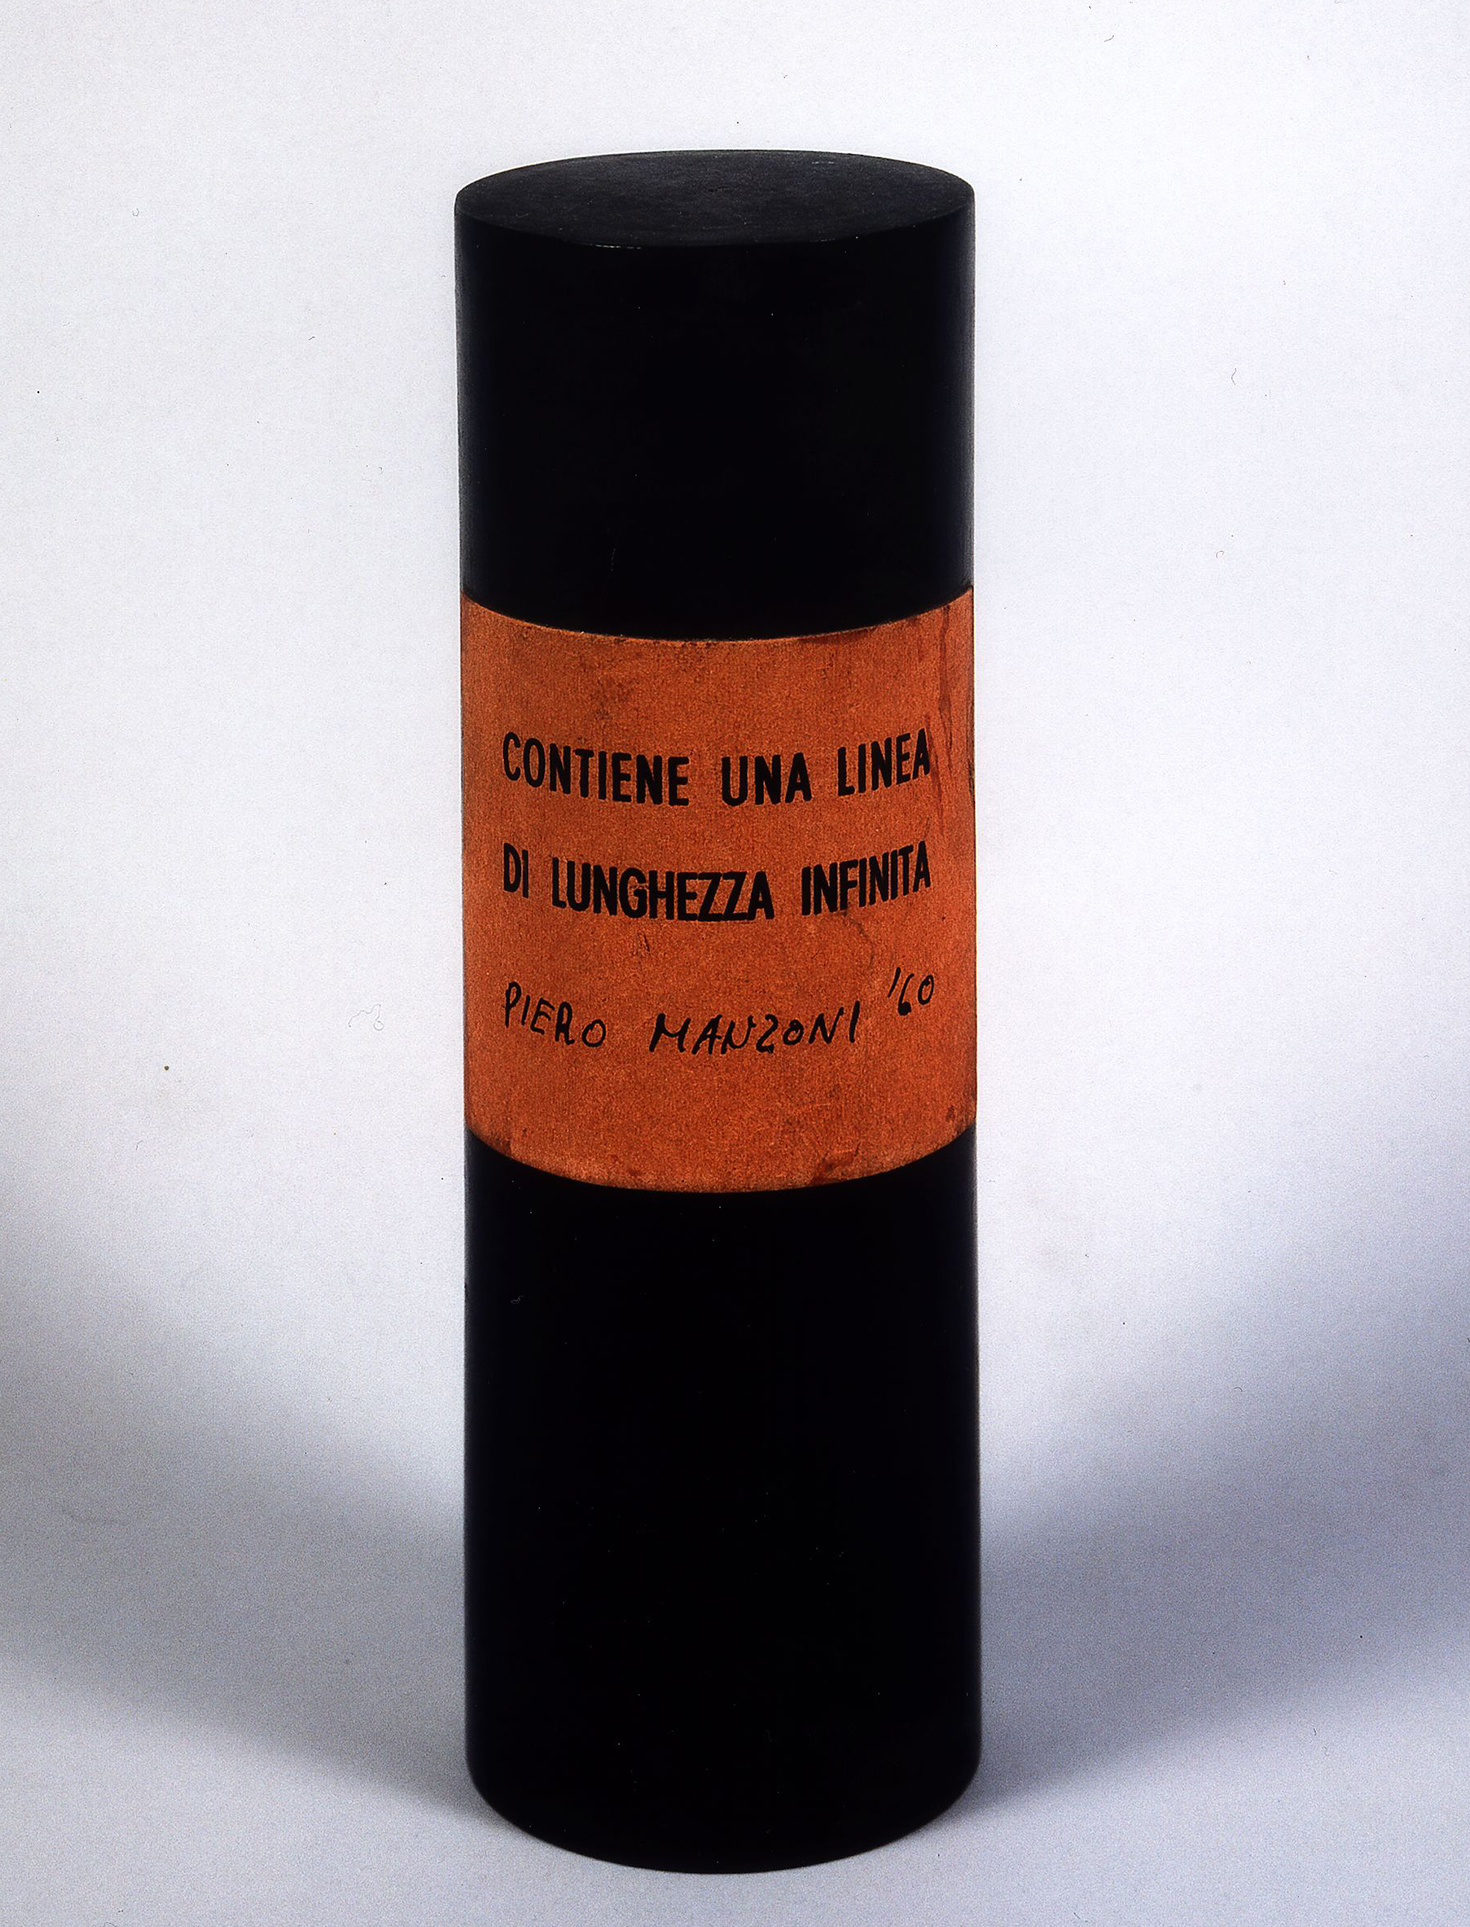 CONTIENE UNA LINEA
DI LUNGHEZZA INFINITA
PIERO MANZONI '60